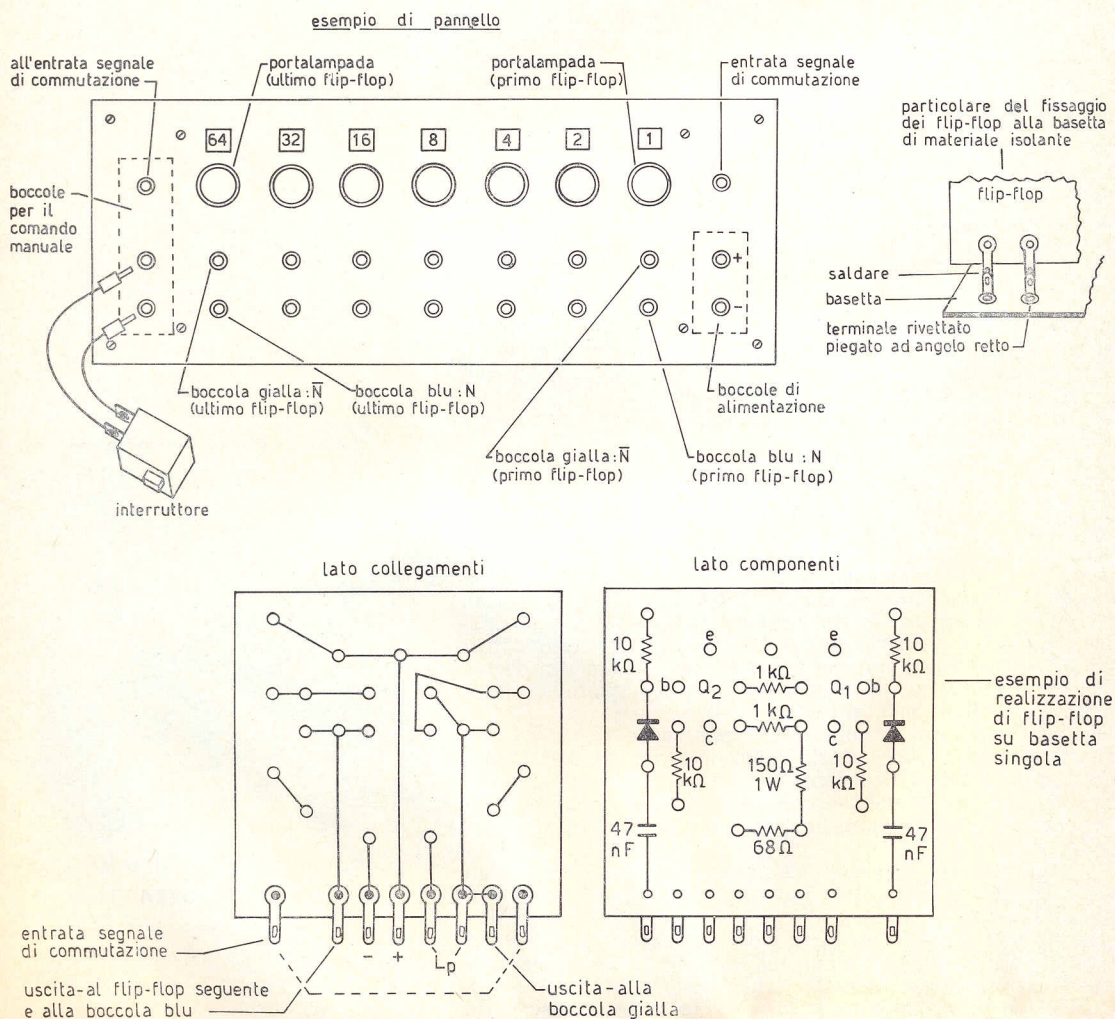 esempio di pannello
all'entrata segnale
di commutazione
portalampada
(ultimo flip-flop)
portalampada
(primo flip-flop)
entrata segnale
di commutazione
particolare del fissaggio
dei flip-flop alla basetta
di materiale isolante
64 32 16 8 4 2 1
boccole
per il
comando
manuale
+
-
flip-flop
saldare
basetta
terminale rivettato
piegato ad angolo retto
boccola gialla: N̅
(ultimo flip-flop)
boccola blu: N
(ultimo flip-flop)
boccole di
alimentazione
boccola gialla: N̅
(primo flip-flop)
boccola blu: N
(primo flip-flop)
interruttore
lato collegamenti
lato componenti
10
kΩ
e
e
10
kΩ
1kΩ
b Q2
Q1 b
1kΩ
c
c
10
kΩ
150Ω
1W
10
kΩ
47
nF
68Ω
47
nF
esempio di
realizzazione
di flip-flop
su basetta
singola
entrata segnale
di commutazione
- +
Lp
uscita-al flip-flop seguente
e alla boccola blu
uscita-alla
boccola gialla